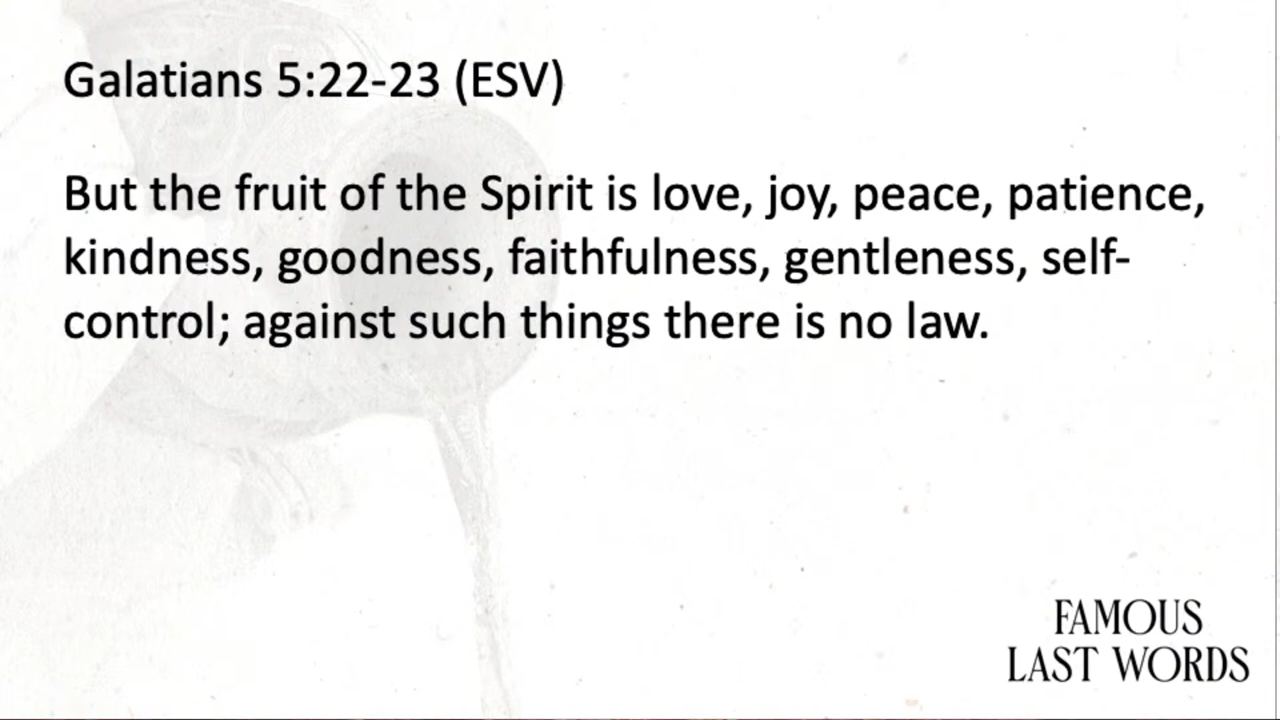 Galatians 5:22-23 (ESV)
But the fruit of the Spirit is love, joy, peace, patience,
kindness, goodness, faithfulness, gentleness, self-
control; against such things there is no law.
FAMOUS
LAST WORDS